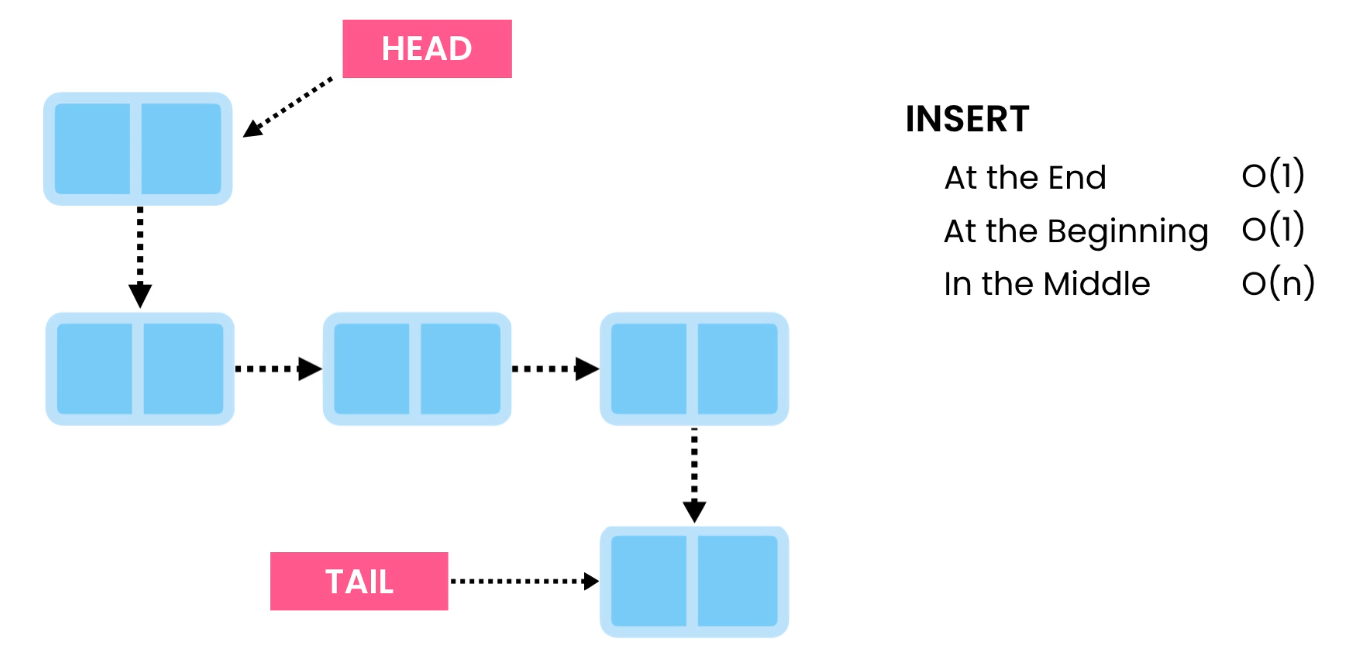 HEAD
INSERT
At the End O(1)
At the Beginning O(1)
In the Middle O(n)
TAIL